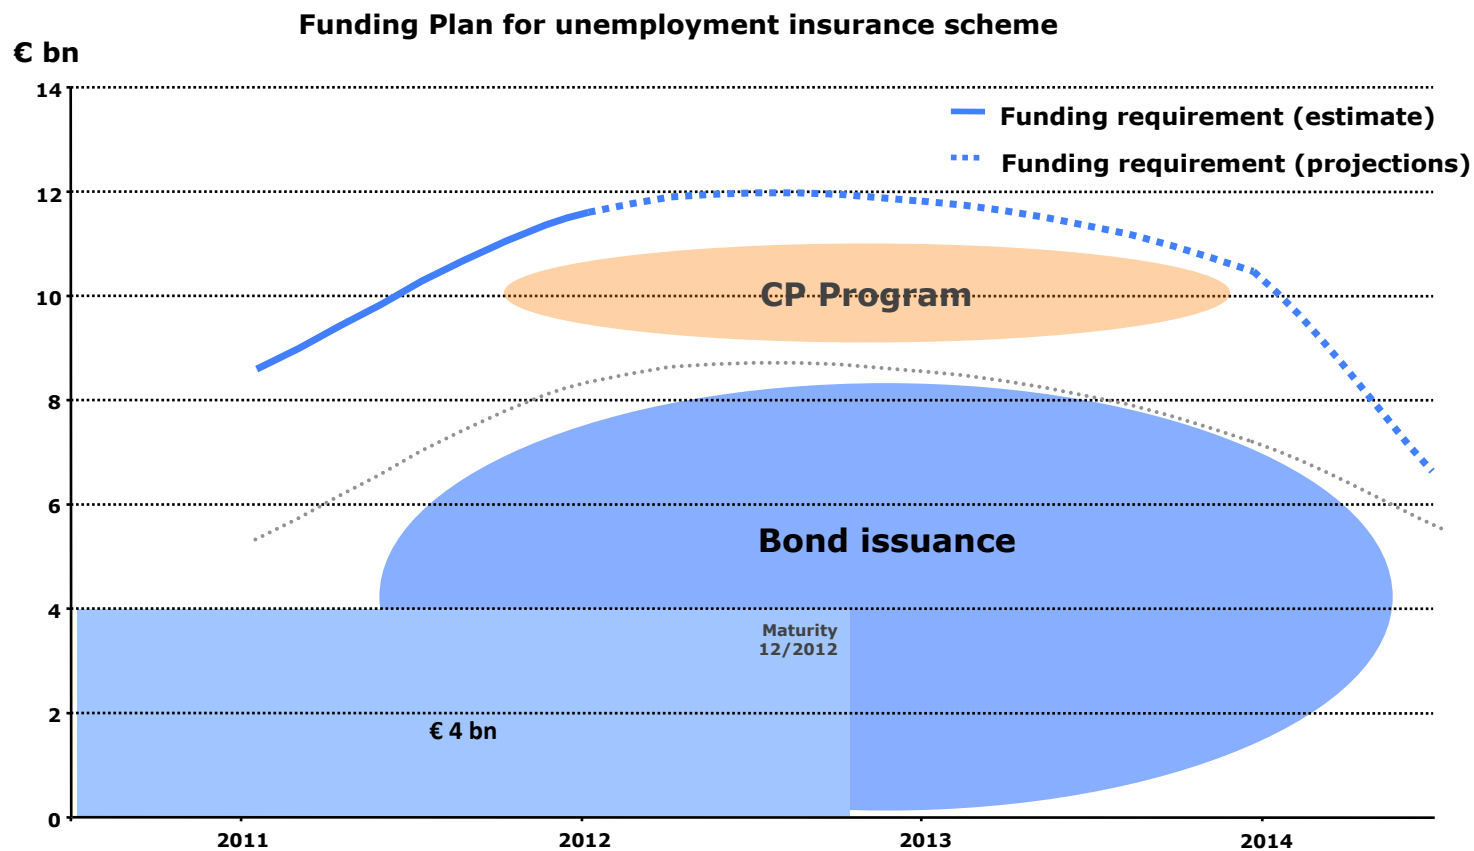 Funding Plan for unemployment insurance scheme
€ bn
14
Funding requirement (estimate)
Funding requirement (projections)
12
CP Program
10
8
6
Bond issuance
4
Maturity
12/2012
2
€ 4 bn
0
2011
2012
2013
2014